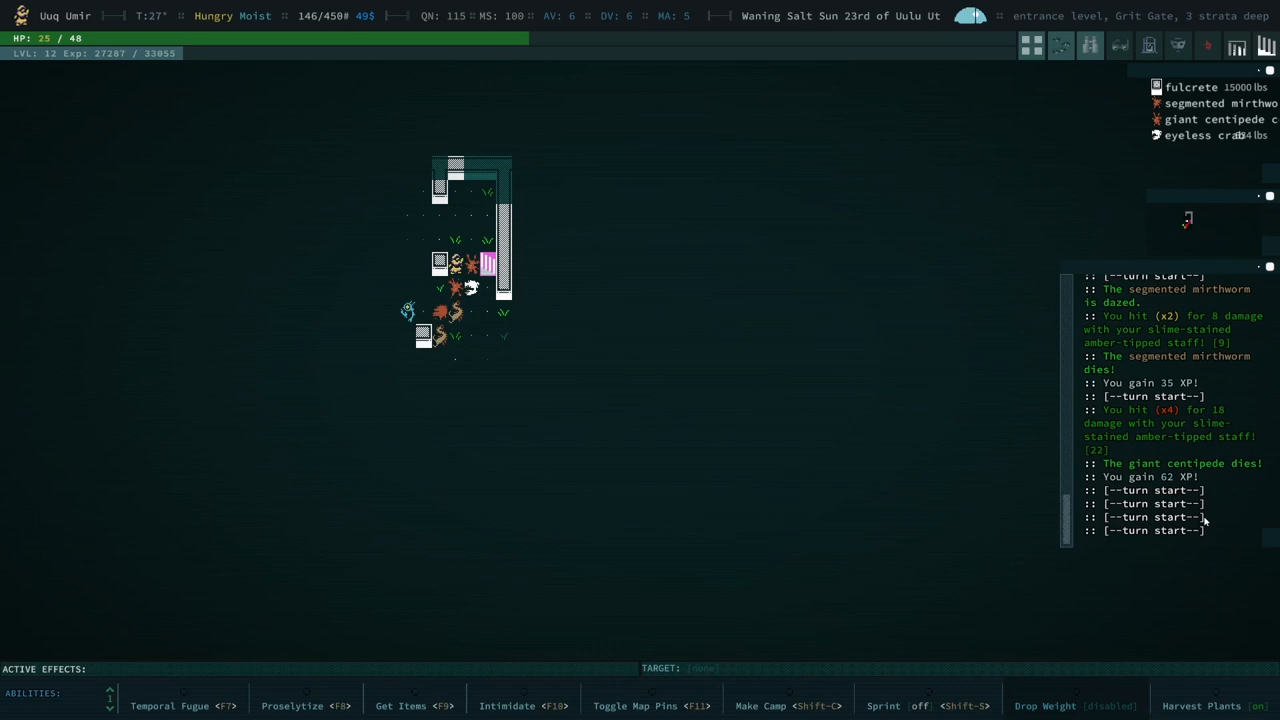 Uuq Umir T:27° Hungry Moist 146/450# 49$ QN: 115 MS: 100 AV: 6 DV: 6 MA: 5 Waning Salt Sun 23rd of Uulu Ut entrance level, Grit Gate, 3 strata deep
HP: 25 / 48
LVL: 12 Exp: 27287 / 33055
fulcrete 15000 lbs
segmented mirthwo
giant centipede c
eyeless crab lbs
:: [--turn start--]
:: The segmented mirthworm
is dazed.
:: You hit (x2) for 8 damage
with your slime-stained
amber-tipped staff! [9]
:: The segmented mirthworm
dies!
:: You gain 35 XP!
:: [--turn start--]
:: You hit (x4) for 18
damage with your slime-
stained amber-tipped staff!
[22]
:: The giant centipede dies!
:: You gain 62 XP!
:: [--turn start--]
:: [--turn start--]
:: [--turn start--]
:: [--turn start--]
ACTIVE EFFECTS: TARGET: [none]
ABILITIES: 1 Temporal Fugue <F7> Proselytize <F8> Get Items <F9> Intimidate <F10> Toggle Map Pins <F11> Make Camp <Shift-C> Sprint [off] <Shift-S> Drop Weight [disabled] Harvest Plants [on]